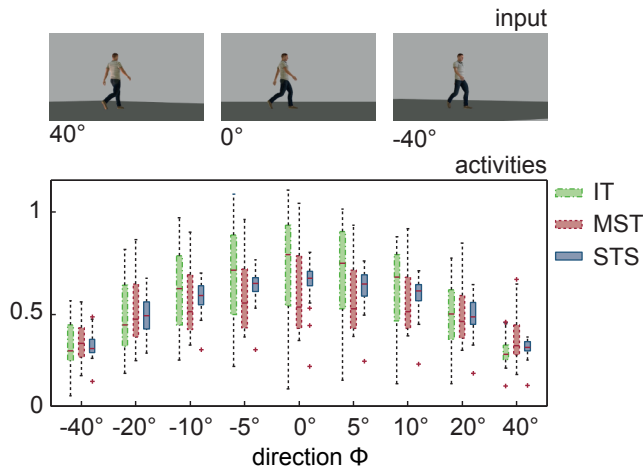 input
40° 0° -40°
activities
1
0.5
0
IT
MST
STS
-40° -20° -10° -5° 0° 5° 10° 20° 40°
direction Φ